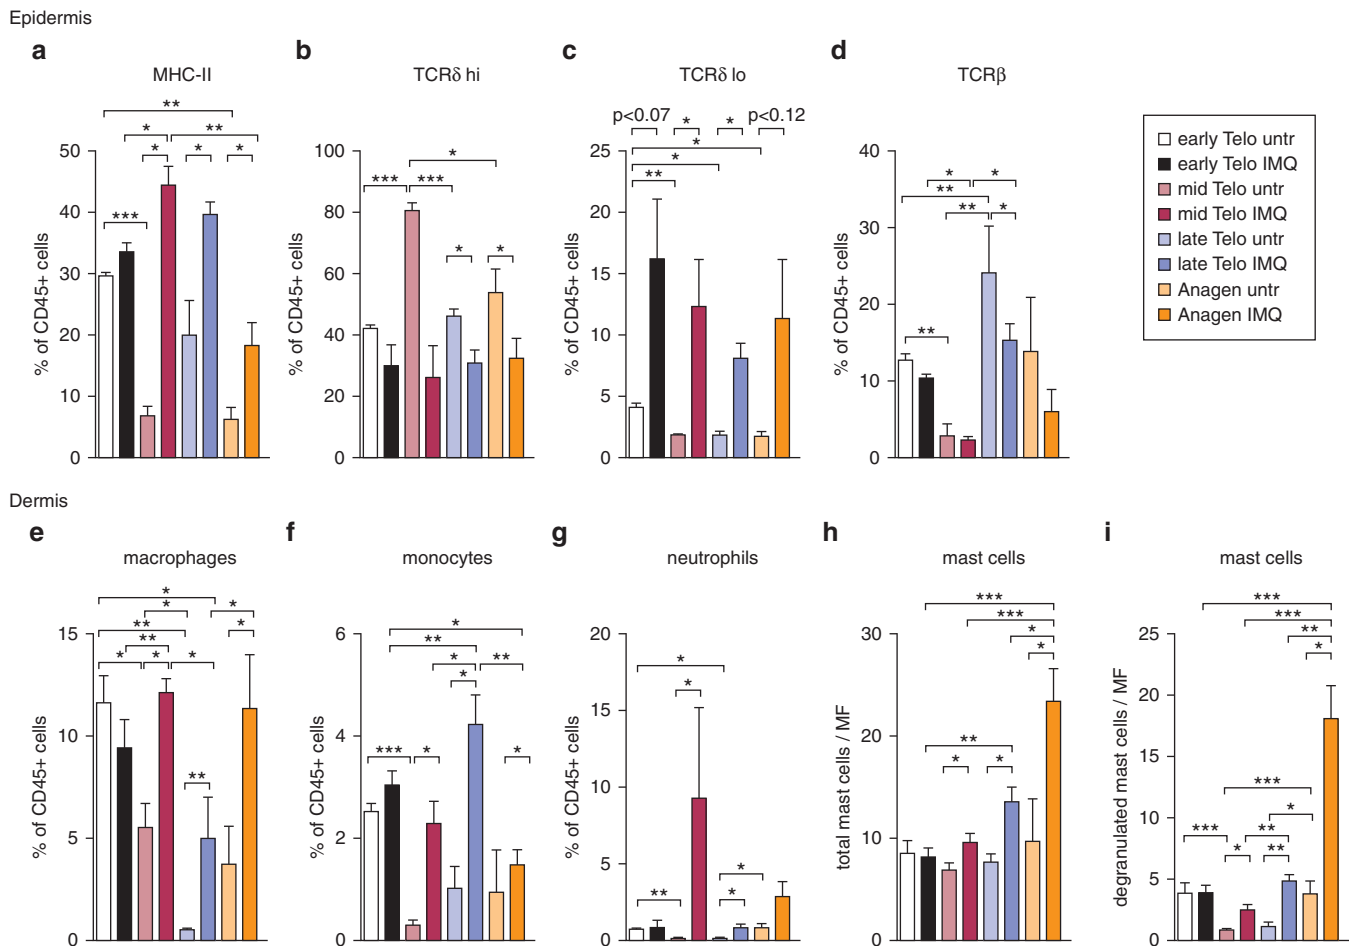 Epidermis
a
b
c
d
MHC-II
TCRδ hi
TCRδ lo
TCRβ
**
* **
* * *
***
50
40
30
20
10
0
% of CD45+ cells
*
*** ***
* *
100
80
60
40
20
0
% of CD45+ cells
p<0.07 * * p<0.12
*
*
**
25
20
15
10
5
0
% of CD45+ cells
* *
**
** *
**
40
30
20
10
0
% of CD45+ cells
early Telo untr
early Telo IMQ
mid Telo untr
mid Telo IMQ
late Telo untr
late Telo IMQ
Anagen untr
Anagen IMQ
Dermis
e
f
g
h
i
macrophages
monocytes
neutrophils
mast cells
mast cells
*
* *
** *
**
* * *
**
15
10
5
0
% of CD45+ cells
*
**
* **
*
*** * *
6
4
2
0
% of CD45+ cells
*
*
**
* *
20
15
10
5
0
% of CD45+ cells
***
***
*
*
**
* *
30
20
10
0
total mast cells / MF
***
***
**
*
***
*
*** **
* **
25
20
15
10
5
0
degranulated mast cells / MF